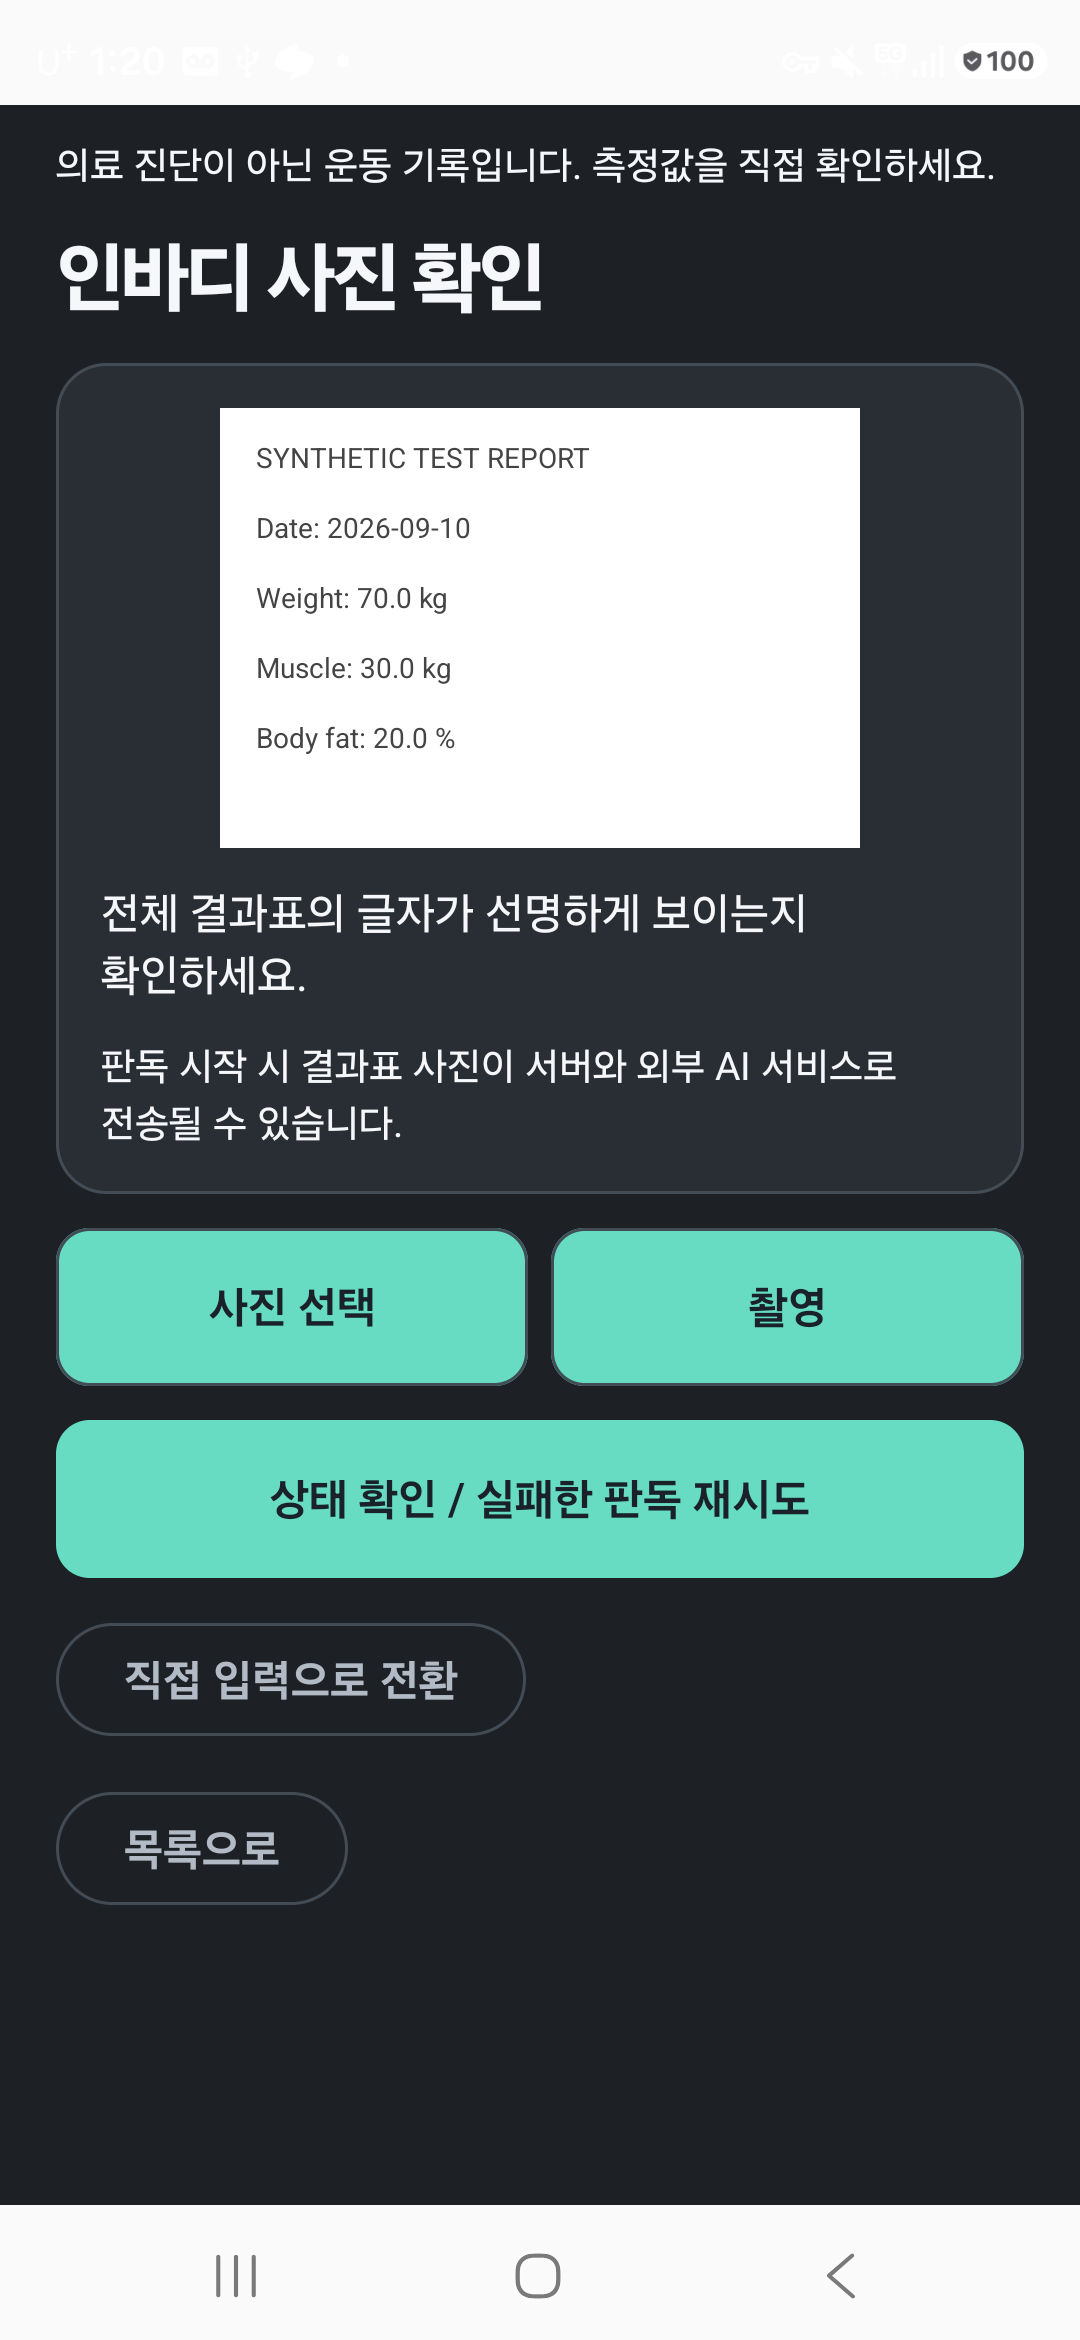 U+ 1:20 5G 100
의료 진단이 아닌 운동 기록입니다. 측정값을 직접 확인하세요.
인바디 사진 확인
SYNTHETIC TEST REPORT
Date: 2026-09-10
Weight: 70.0 kg
Muscle: 30.0 kg
Body fat: 20.0 %
전체 결과표의 글자가 선명하게 보이는지
확인하세요.
판독 시작 시 결과표 사진이 서버와 외부 AI 서비스로
전송될 수 있습니다.
사진 선택 촬영
상태 확인 / 실패한 판독 재시도
직접 입력으로 전환
목록으로